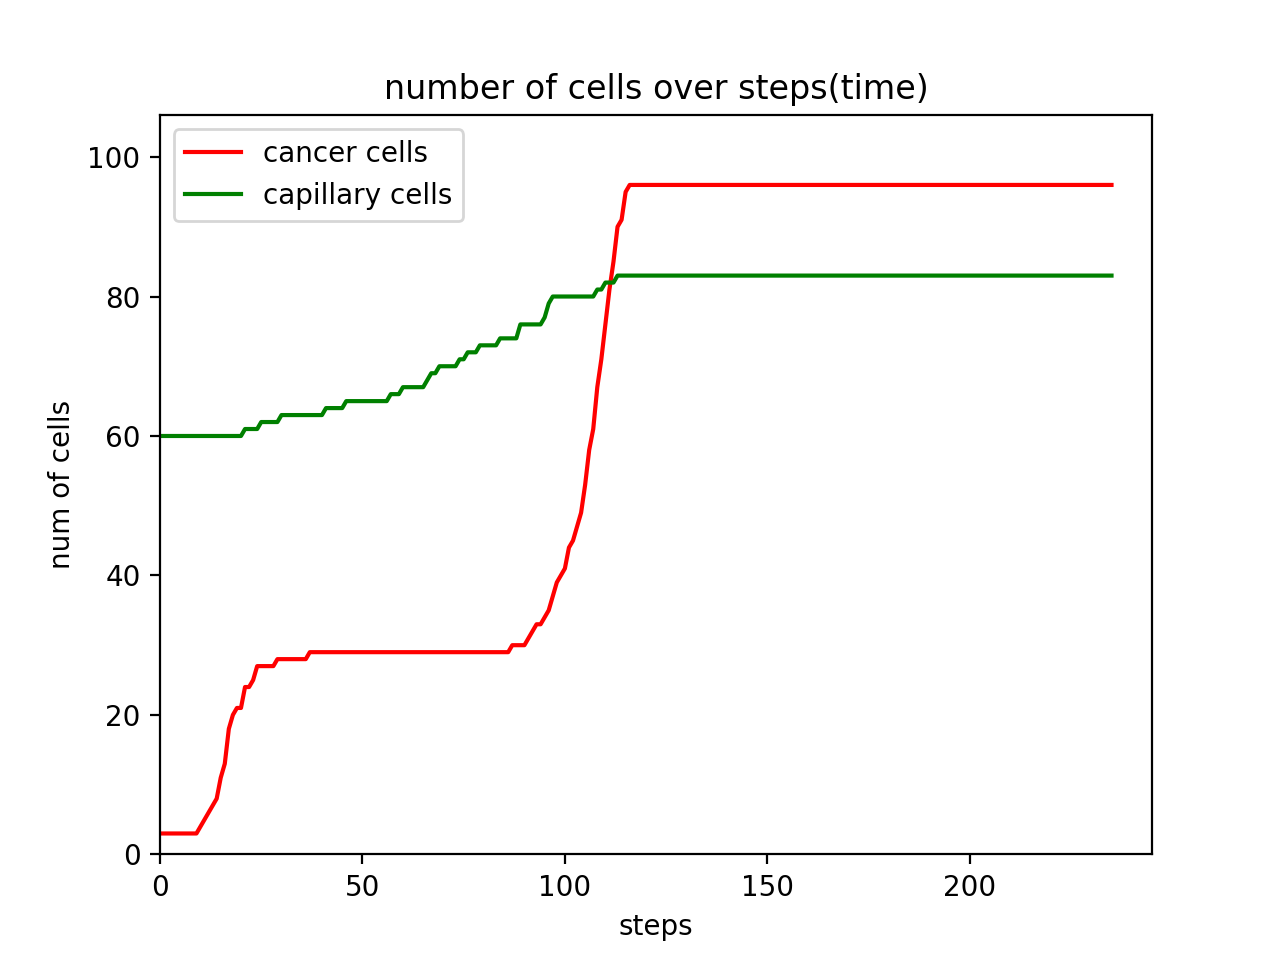 number of cells over steps(time)
cancer cells
capillary cells
100
80
60
40
20
0
num of cells
0 50 100 150 200
steps